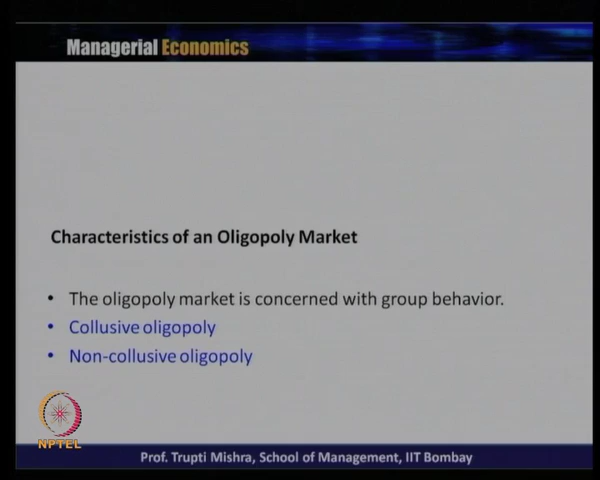 Managerial Economics
Characteristics of an Oligopoly Market
• The oligopoly market is concerned with group behavior.
• Collusive oligopoly
• Non-collusive oligopoly
NPTEL
Prof. Trupti Mishra, School of Management, IIT Bombay